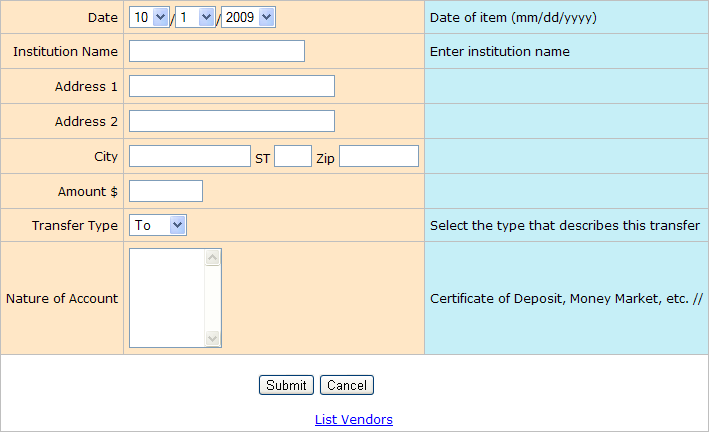 Date 10 / 1 / 2009 Date of item (mm/dd/yyyy)
Institution Name Enter institution name
Address 1
Address 2
City ST Zip
Amount $
Transfer Type To Select the type that describes this transfer
Nature of Account Certificate of Deposit, Money Market, etc. //
Submit Cancel
List Vendors